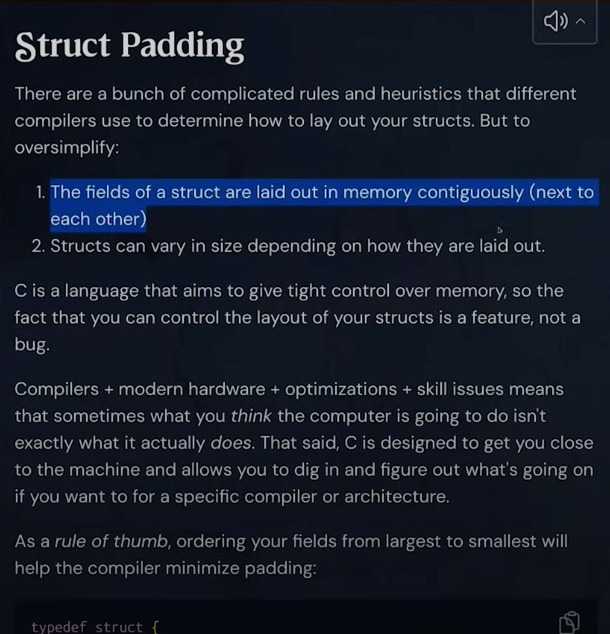 Struct Padding
There are a bunch of complicated rules and heuristics that different
compilers use to determine how to lay out your structs. But to
oversimplify:
1. The fields of a struct are laid out in memory contiguously (next to
each other)
2. Structs can vary in size depending on how they are laid out.
C is a language that aims to give tight control over memory, so the
fact that you can control the layout of your structs is a feature, not a
bug.
Compilers + modern hardware + optimizations + skill issues means
that sometimes what you think the computer is going to do isn't
exactly what it actually does. That said, C is designed to get you close
to the machine and allows you to dig in and figure out what's going on
if you want to for a specific compiler or architecture.
As a rule of thumb, ordering your fields from largest to smallest will
help the compiler minimize padding:
typedef struct {